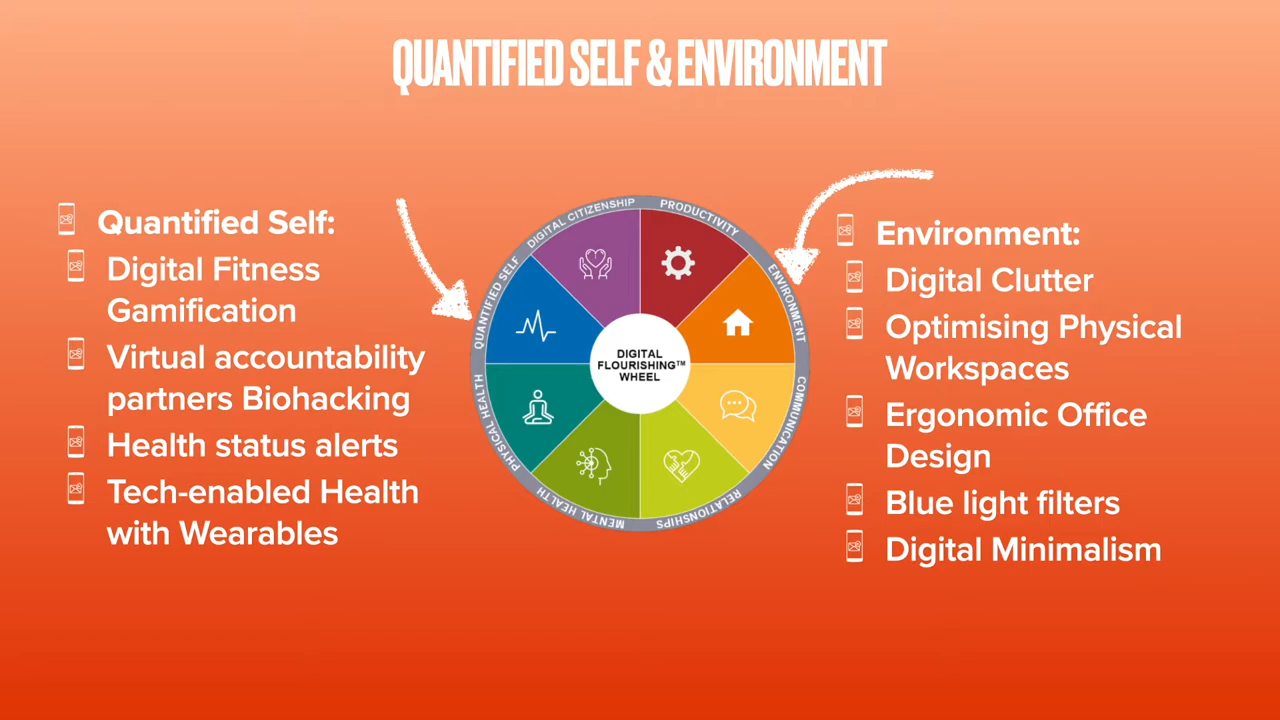 QUANTIFIED SELF & ENVIRONMENT
Quantified Self:
Digital Fitness
Gamification
Virtual accountability
partners Biohacking
Health status alerts
Tech-enabled Health
with Wearables
DIGITAL CITIZENSHIP
PRODUCTIVITY
ENVIRONMENT
COMMUNICATION
RELATIONSHIPS
MENTAL HEALTH
PHYSICAL HEALTH
QUANTIFIED SELF
DIGITAL
FLOURISHING™
WHEEL
Environment:
Digital Clutter
Optimising Physical
Workspaces
Ergonomic Office
Design
Blue light filters
Digital Minimalism